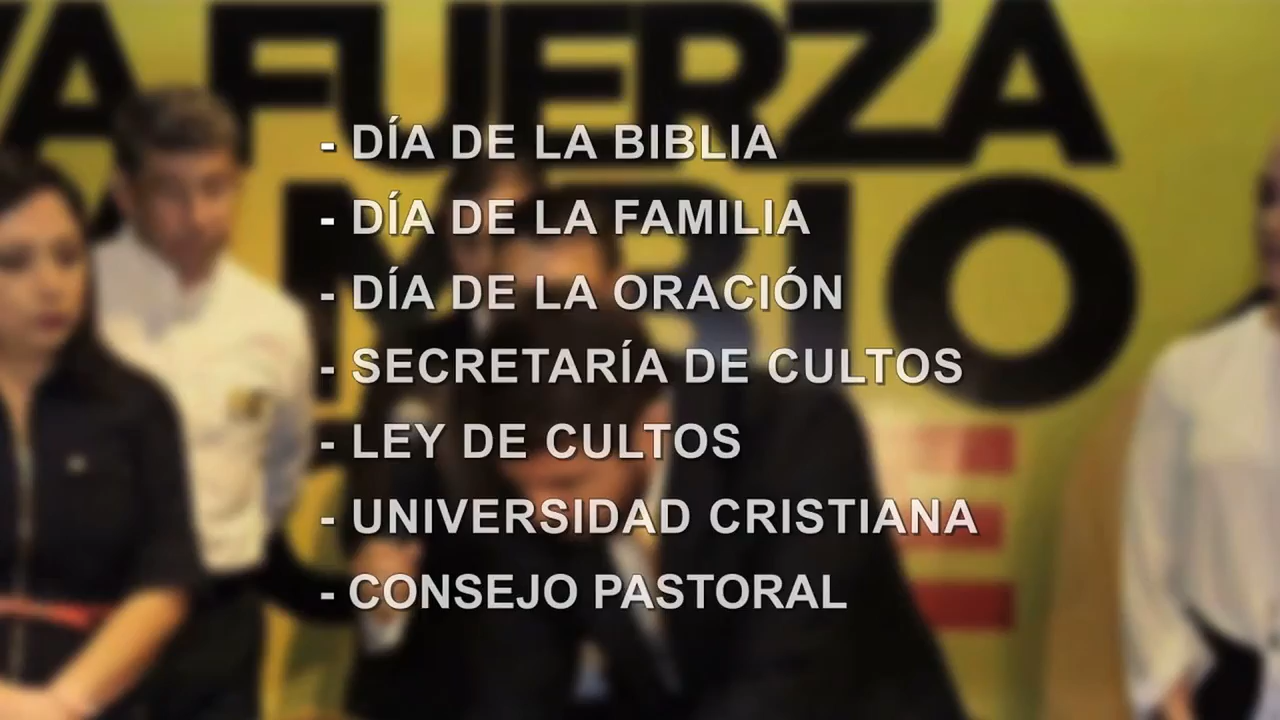 FUERZA
- DÍA DE LA BIBLIA
- DÍA DE LA FAMILIA
- DÍA DE LA ORACIÓN
- SECRETARÍA DE CULTOS
- LEY DE CULTOS
- UNIVERSIDAD CRISTIANA
- CONSEJO PASTORAL